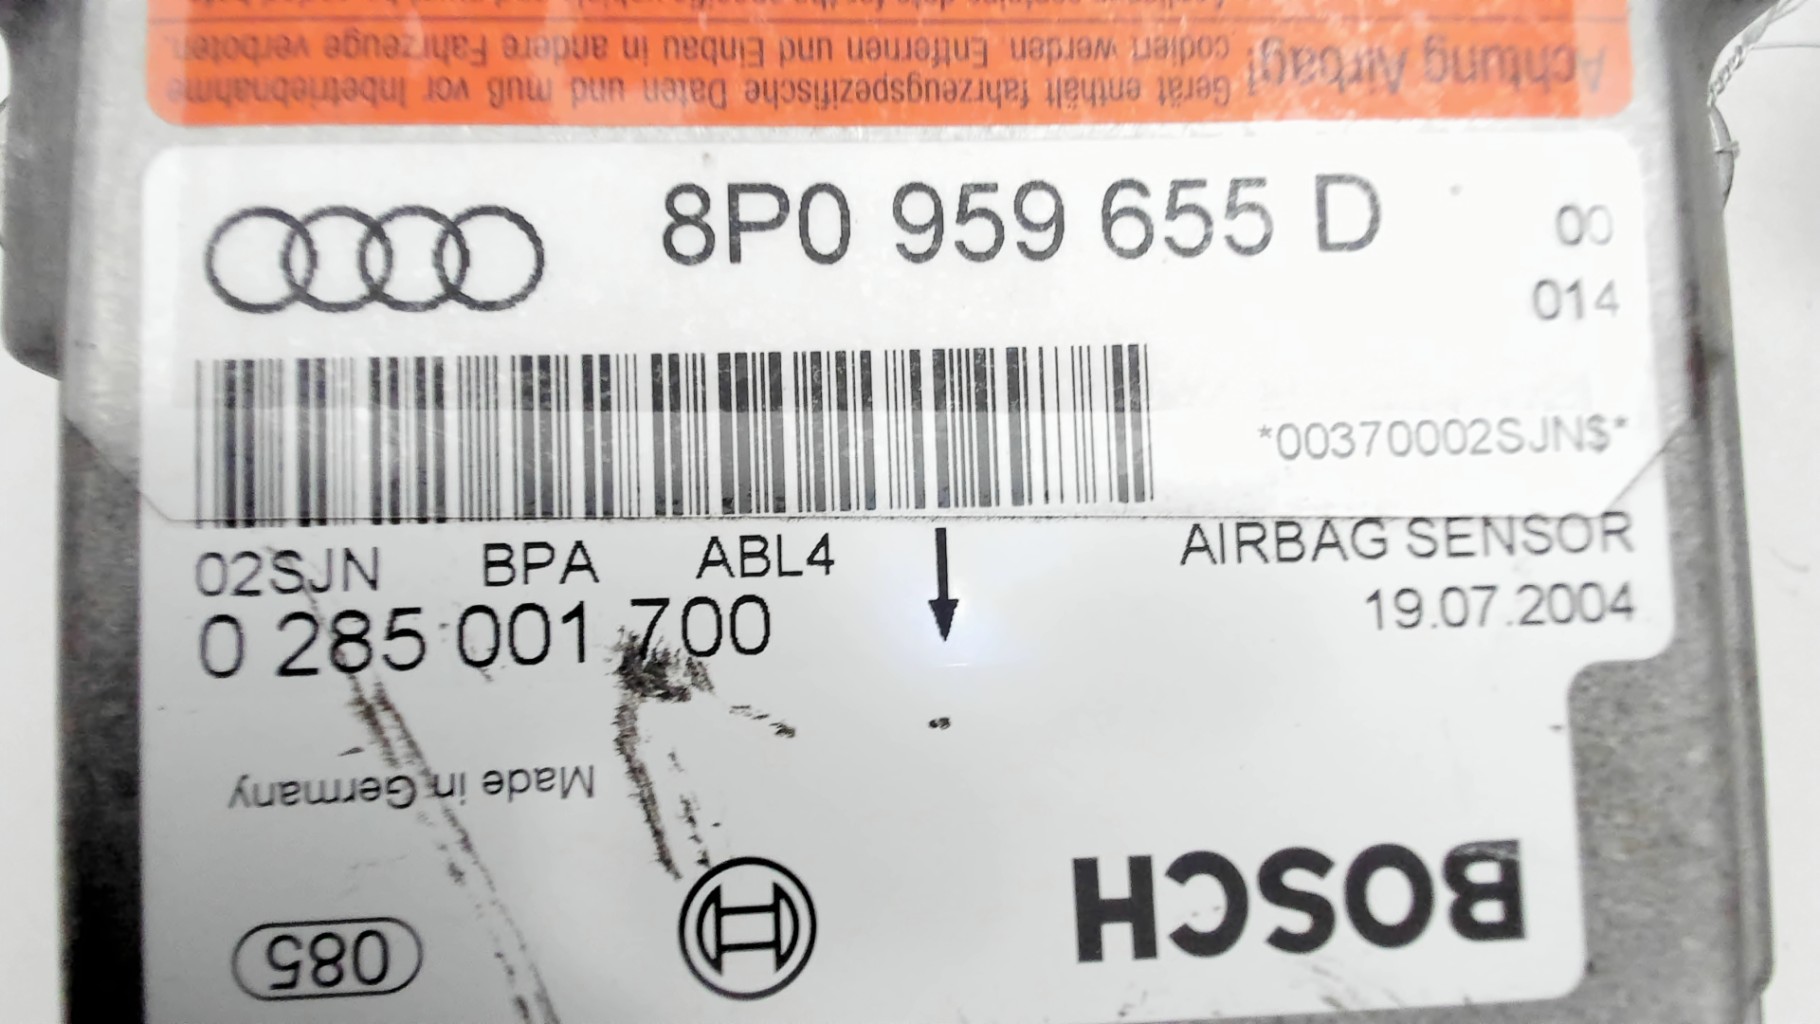 Achtung Airbag!
Gerät enthält fahrzeugspezifische Daten und muß vor Inbetriebnahme
codiert werden. Entfernen und Einbau in andere Fahrzeuge verboten.
8P0 959 655 D
00
014
*00370002SJN$*
02SJN BPA ABL4
AIRBAG SENSOR
0 285 001 700
19.07.2004
Made in Germany
BOSCH
085